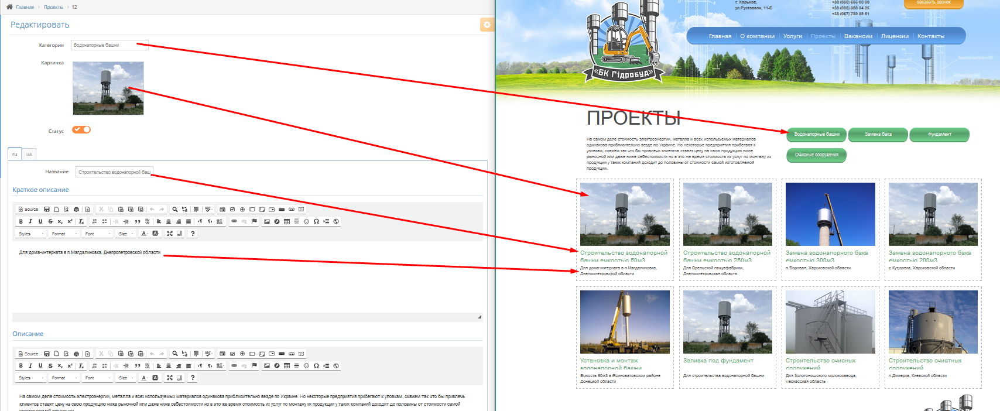 Главная > Проекты > 12
Редактировать
Категория
Водонапорные башни
Картинка
Статус
ru
ua
Название
Строительство водонапорной баш
Краткое описание
Source
Styles
Format
Font
Size
Для дома-интерната в п.Магдалиновка, Днепропетровской области
Описание
Source
Styles
Format
Font
Size
На самом деле стоимость электроэнергии, металла и всех используемых материалов одинакова приблизительно везде по Украине. Но некоторые предприятия прибегают к уловкам, скажем так что бы привлечь
клиентов ставят цену на свою продукцию ниже рыночной или даже ниже себестоимости но в это же время стоимость их услуг по монтажу их продукции у таких компаний доходит до половины от стоимости самой
изготовляемой продукции.
г. Харьков,
ул.Руставели, 11-Б
+38 (050) 595 08 98
+38 (098) 366 34 25
+38 (057) 780 89 61
заказать звонок
«БК Гідробуд»
Главная
О компании
Услуги
Проекты
Вакансии
Лицензии
Контакты
ПРОЕКТЫ
На самом деле стоимость электроэнергии, металла и всех используемых материалов
одинакова приблизительно везде по Украине. Но некоторые предприятия прибегают к
уловкам, скажем так что бы привлечь клиентов ставят цену на свою продукцию ниже
рыночной или даже ниже себестоимости но в это же время стоимость их услуг по монтажу их
продукции у таких компаний доходит до половины от стоимости самой изготовляемой
продукции.
Водонапорные башни
Замена бака
Фундамент
Очисные сооружения
Строительство водонапорной
башни емкостью 50м3
Для дома-интерната в п.Магдалиновка,
Днепропетровской области
Строительство водонапорной
башни емкостью 250м3
Для Орельской птицефабрики,
Днепропетровская область
Замена водонапорного бака
емкостью 300м3
п.Боровая, Харьковской области
Замена водонапорного бака
емкостью 200м3
с.Кутузовка, Харьковской области
Установка и монтаж
водонапорной башни
Емкость 50м3 в Ясиноватском районе
Донецкой области
Заливка под фундамент
Для строительства водонапорной башни
Строительство очисных
сооружений
Для Золотоношского молокозавода,
Черкасская область
Строительство очистных
сооружений
п.Димерка, Киевской области